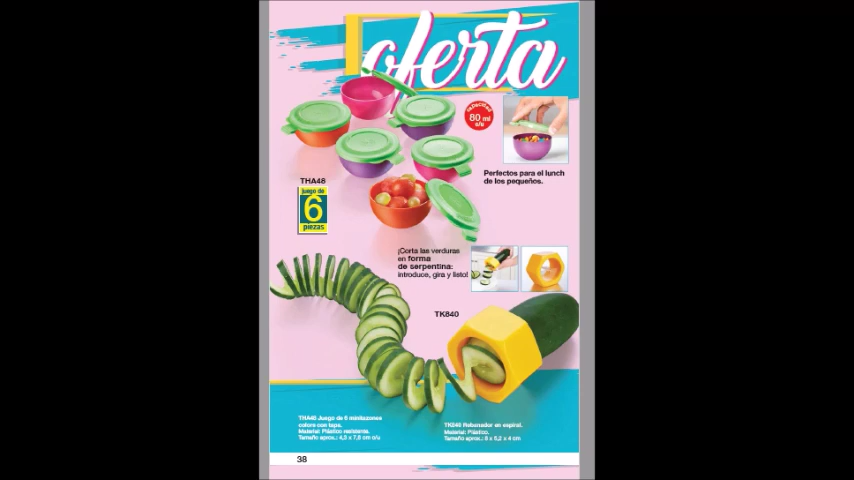 oferta
capacidad
80 ml
c/u
Perfectos para el lunch
de los pequeños.
THA48
juego de
6
piezas
¡Corta las verduras
en forma
de serpentina:
introduce, gira y listo!
TK840
THA48 Juego de 6 minitazones
colors con tapa.
Material: Plástico resistente.
Tamaño aprox.: 4,5 x 7,8 cm c/u
TK840 Rebanador en espiral.
Material: Plástico.
Tamaño aprox.: 8 x 5,2 x 4 cm
38